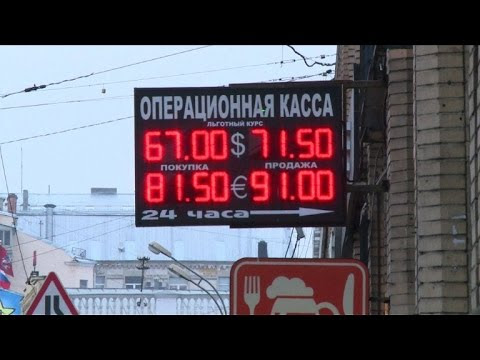 ОПЕРАЦИОННАЯ КАССА
ЛЬГОТНЫЙ КУРС
67.00 $ 71.50
ПОКУПКА ПРОДАЖА
81.50 € 91.00
24 часа